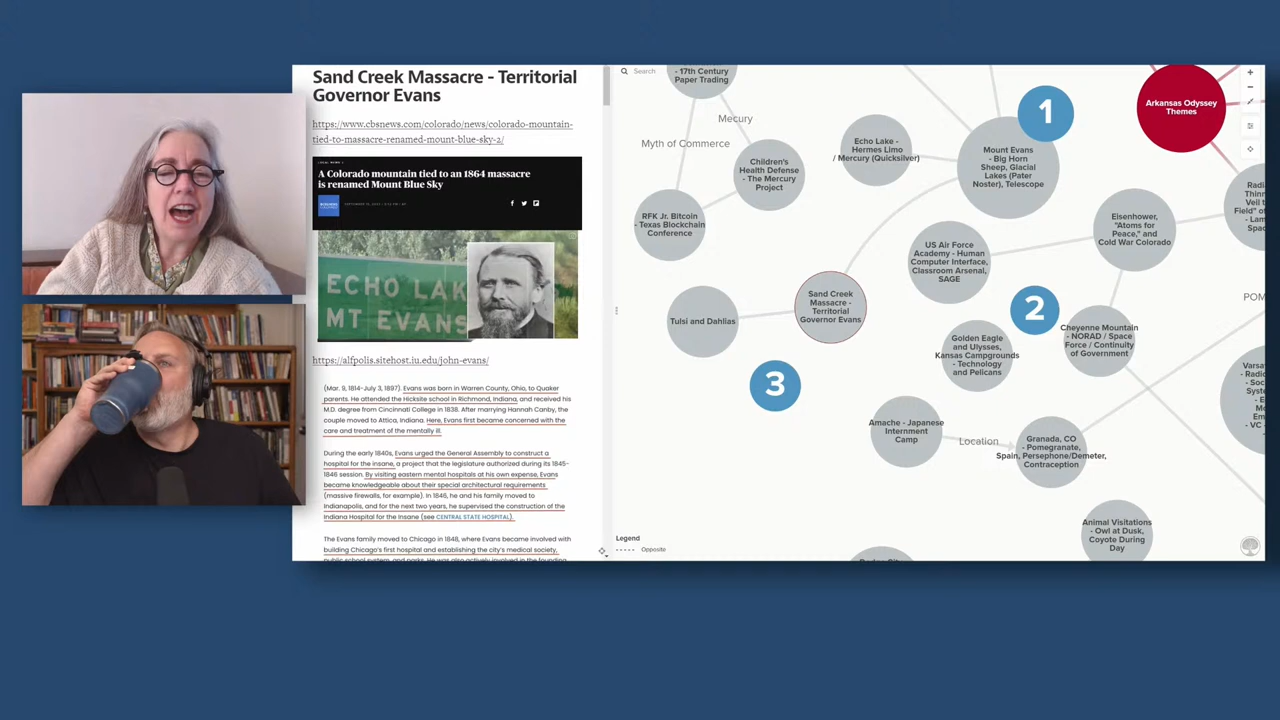 Sand Creek Massacre - Territorial
Governor Evans
https://www.cbsnews.com/colorado/news/colorado-mountain-
tied-to-massacre-renamed-mount-blue-sky-2/
LOCAL NEWS
A Colorado mountain tied to an 1864 massacre
is renamed Mount Blue Sky
ECHO LAK
MT EVANS
https://alfpolis.sitehost.iu.edu/john-evans/
(Mar. 9, 1814-July 3, 1897). Evans was born in Warren County, Ohio, to Quaker
parents. He attended the Hicksite school in Richmond, Indiana, and received his
M.D. degree from Cincinnati College in 1838. After marrying Hannah Canby, the
couple moved to Attica, Indiana. Here, Evans first became concerned with the
care and treatment of the mentally ill.
During the early 1840s, Evans urged the General Assembly to construct a
hospital for the insane, a project that the legislature authorized during its 1845-
1846 session. By visiting eastern mental hospitals at his own expense, Evans
became knowledgeable about their special architectural requirements
(massive firewalls, for example). In 1846, he and his family moved to
Indianapolis, and for the next two years, he supervised the construction of the
Indiana Hospital for the Insane (see CENTRAL STATE HOSPITAL).
The Evans family moved to Chicago in 1848, where Evans became involved with
building Chicago's first hospital and establishing the city's medical society,
public school system, and parks. He was also actively involved in the founding
Search
- 17th Century
Paper Trading
Mecury
Myth of Commerce
Children's
Health Defense
- The Mercury
Project
RFK Jr. Bitcoin
- Texas Blockchain
Conference
Echo Lake -
Hermes Limo
/ Mercury (Quicksilver)
1
Mount Evans
- Big Horn
Sheep, Glacial
Lakes (Pater
Noster), Telescope
Arkansas Odyssey
Themes
US Air Force
Academy - Human
Computer Interface,
Classroom Arsenal,
SAGE
Eisenhower,
"Atoms for
Peace," and
Cold War Colorado
Tulsi and Dahlias
Sand Creek
Massacre -
Territorial
Governor Evans
2
Cheyenne Mountain
- NORAD / Space
Force / Continuity
of Government
Golden Eagle
and Ulysses,
Kansas Campgrounds
- Technology
and Pelicans
3
Amache - Japanese
Internment
Camp
Location
Granada, CO
- Pomegranate,
Spain, Persephone/Demeter,
Contraception
Animal Visitations
- Owl at Dusk,
Coyote During
Day
Legend
Opposite